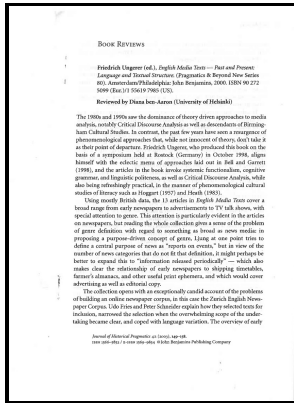 BOOK REVIEWS
Friedrich Ungerer (ed.), English Media Texts — Past and Present:
Language and Textual Structure. (Pragmatics & Beyond New Series
80). Amsterdam/Philadelphia: John Benjamins, 2000. ISBN 90 272
5099 (Eur.)/1 55619 7985 (US).
Reviewed by Diana ben-Aaron (University of Helsinki)
The 1980s and 1990s saw the dominance of theory driven approaches to media
analysis, notably Critical Discourse Analysis as well as descendants of Birming-
ham Cultural Studies. In contrast, the past few years have seen a resurgence of
phenomenological approaches that, while not innocent of theory, don't take it
as their point of departure. Friedrich Ungerer, who produced this book on the
basis of a symposium held at Rostock (Germany) in October 1998, aligns
himself with the eclectic manner of approaches laid out in Bell and Garrett
(1998), and the articles in the book invoke systemic functionalism, cognitive
grammar, and linguistic politeness, as well as Critical Discourse Analysis, while
also being refreshingly practical, in the manner of phenomenological cultural
studies of literacy such as Hoggart (1957) and Heath (1983).
Using mostly British data, the 13 articles in English Media Texts cover a
broad range from early newspapers to advertisements to TV talk shows, with
special attention to genre. This attention is particularly evident in the articles
on newspapers, but reading the whole collection gives a sense of the problem
of genre definition with regard to something as broad as news media: in
proposing a purpose-driven concept of genre, Ljung at one point tries to
define a central purpose of news as "reports on events," but in view of the
number of news categories that do not fit that definition, it might perhaps be
better to expand this to "information released periodically" — which also
makes clear the relationship of early newspapers to shipping timetables,
farmer's almanacs, and other useful print ephemera, and which would cover
advertising as well as editorial copy.
The collection opens with an exceptionally candid account of the problems
of building an online newspaper corpus, in this case the Zurich English News-
paper Corpus. Udo Fries and Peter Schneider explain how they selected texts for
inclusion, narrowed the selection when the overwhelming scope of the under-
taking became clear, and coped with language variation. The overview of early
Journal of Historical Pragmatics 4:1 (2003), 149–158.
ISSN 1566–5852 / E-ISSN 1569–9854 © John Benjamins Publishing Company